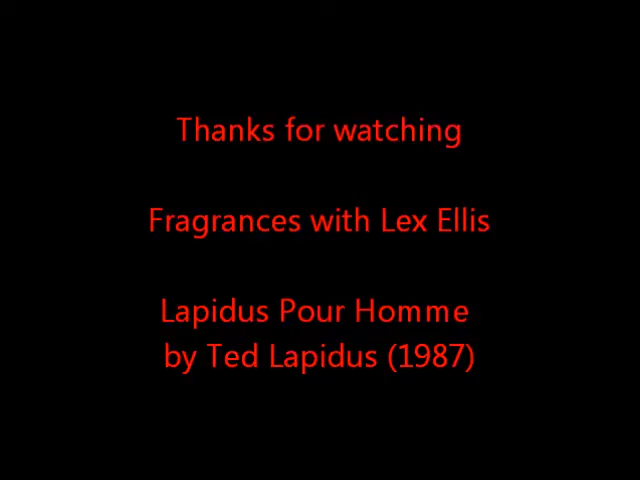 Thanks for watching
Fragrances with Lex Ellis
Lapidus Pour Homme
by Ted Lapidus (1987)